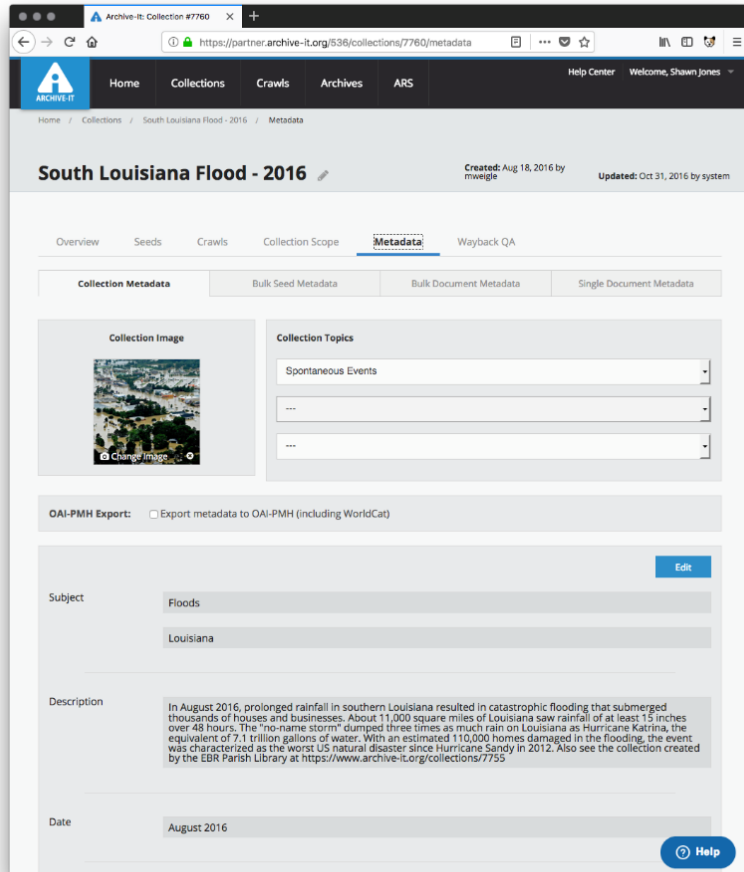 Archive-It: Collection #7760
https://partner.archive-it.org/536/collections/7760/metadata
ARCHIVE-IT
Home Collections Crawls Archives ARS
Help Center Welcome, Shawn Jones
Home / Collections / South Louisiana Flood - 2016 / Metadata
South Louisiana Flood - 2016
Created: Aug 18, 2016 by
mweigle
Updated: Oct 31, 2016 by system
Overview Seeds Crawls Collection Scope Metadata Wayback QA
Collection Metadata Bulk Seed Metadata Bulk Document Metadata Single Document Metadata
Collection Image
Change Image
Collection Topics
Spontaneous Events
---
---
OAI-PMH Export: Export metadata to OAI-PMH (including WorldCat)
Edit
Subject
Floods
Louisiana
Description
In August 2016, prolonged rainfall in southern Louisiana resulted in catastrophic flooding that submerged
thousands of houses and businesses. About 11,000 square miles of Louisiana saw rainfall of at least 15 inches
over 48 hours. The "no-name storm" dumped three times as much rain on Louisiana as Hurricane Katrina, the
equivalent of 7.1 trillion gallons of water. With an estimated 110,000 homes damaged in the flooding, the event
was characterized as the worst US natural disaster since Hurricane Sandy in 2012. Also see the collection created
by the EBR Parish Library at https://www.archive-it.org/collections/7755
Date
August 2016
Help